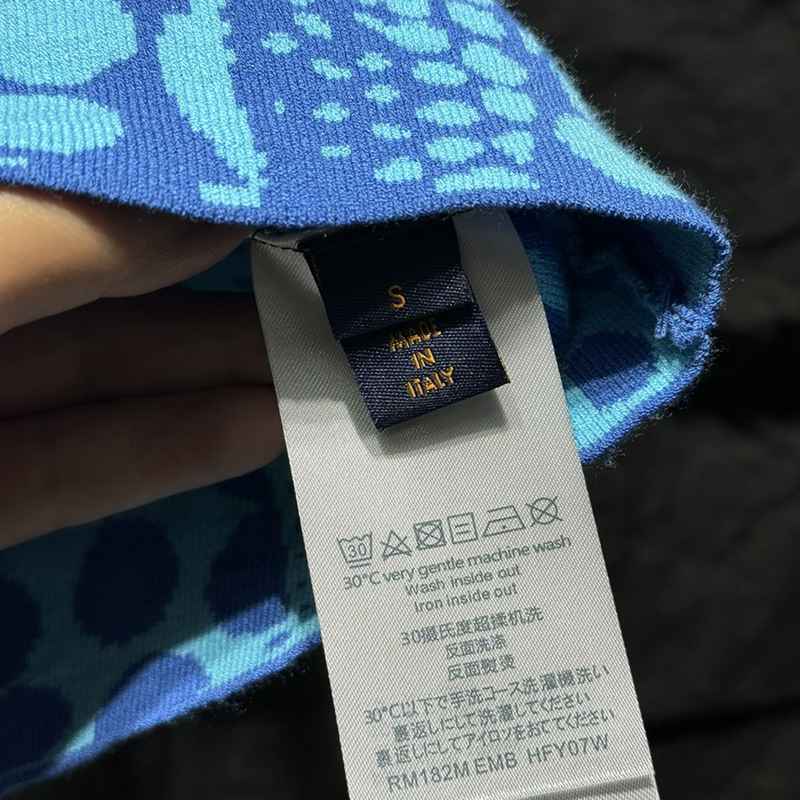 S
MADE
IN
ITALY
30
30°C very gentle machine wash
Wash inside out
Iron inside out
30摄氏度超揉机洗
反面洗涤
反面熨烫
30℃以下で手洗コース洗濯機洗い
裏返しにして洗濯してください
裏返しにしてアイロンをおててください
RM182M EMB HFY07W